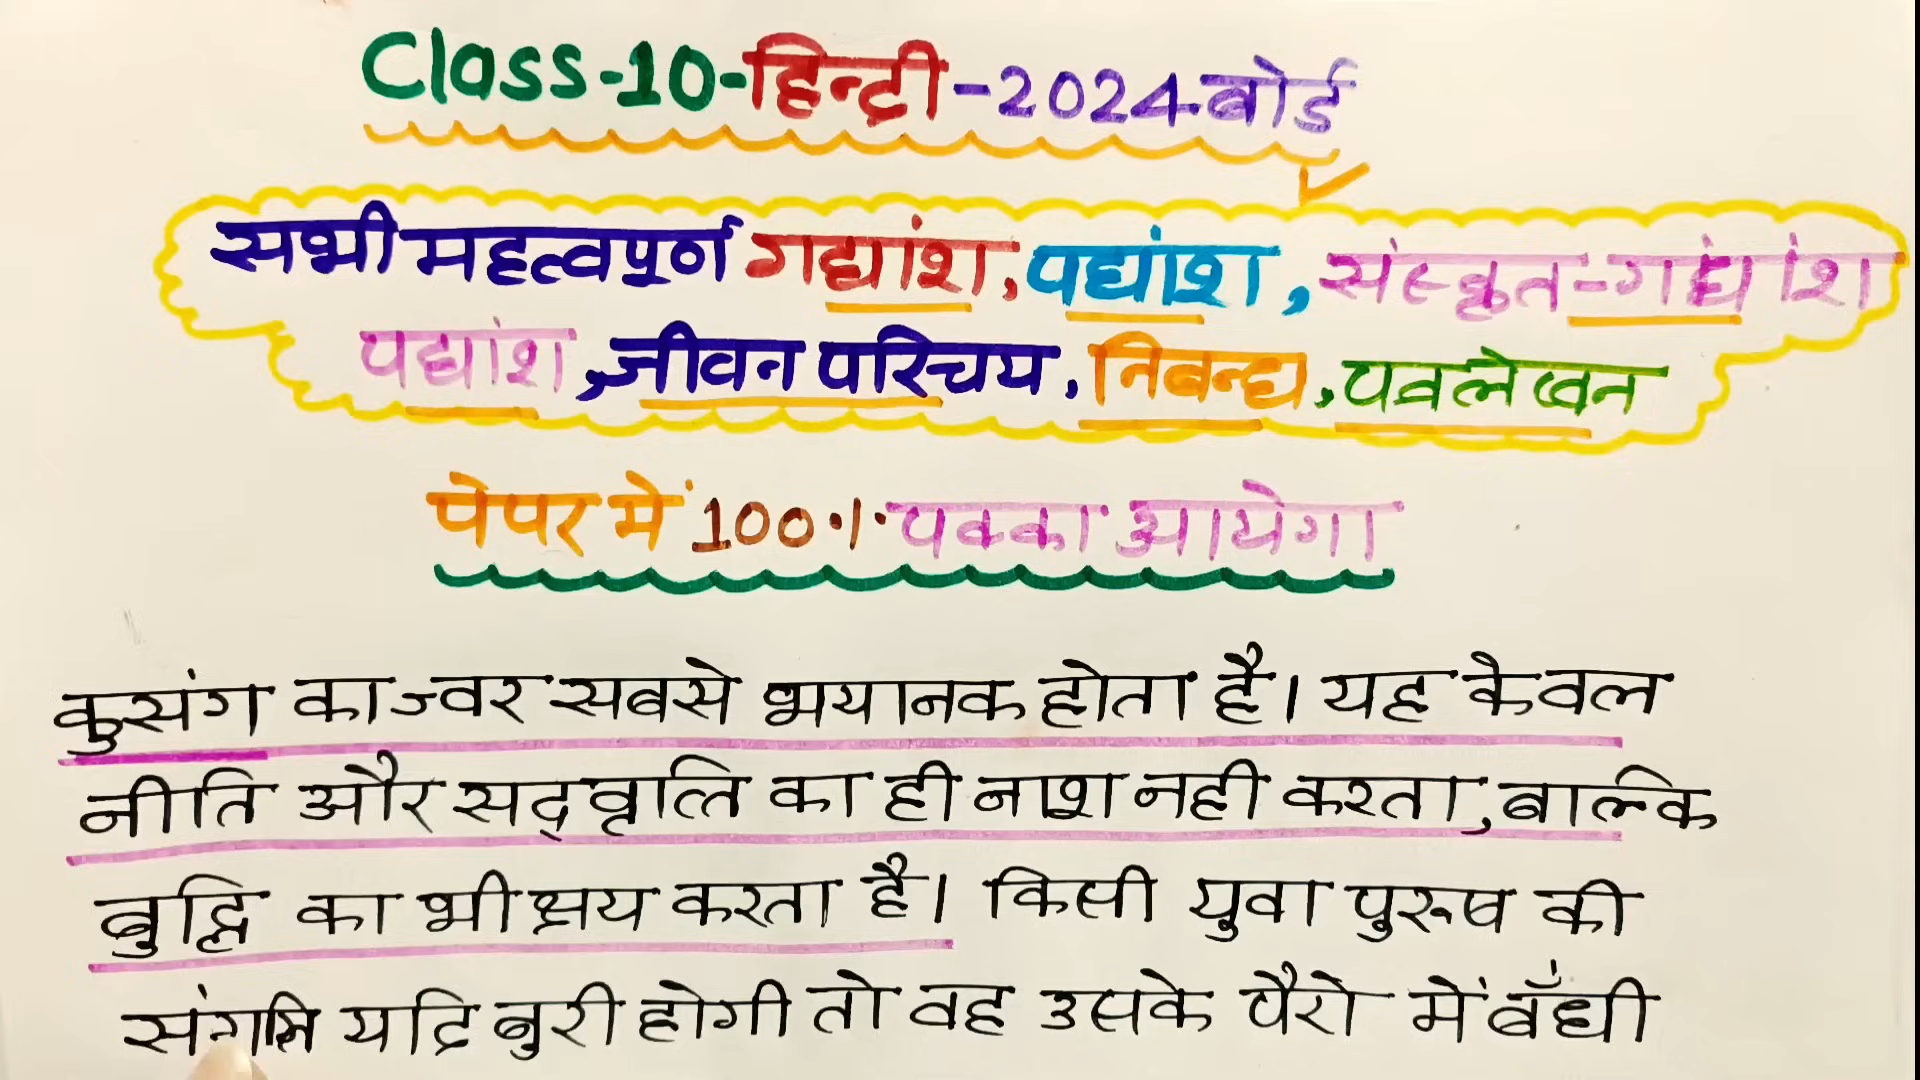 Class-10-हिन्दी-2024-बोर्ड
सभी महत्वपुर्ण गद्यांश, पद्यांश, संस्कृत-गद्यांश
पद्यांश, जीवन परिचय, निबन्ध, पत्रलेखन
पेपर में 100% पक्का आयेगा
कुसंग का ज्वर सबसे भयानक होता है। यह केवल
नीति और सद्वृत्ति का ही नाश नही करता, बल्कि
बुद्धि का भी क्षय करता है। किसी युवा पुरुष की
संगति यदि बुरी होगी तो वह उसके पैरो में बँधी